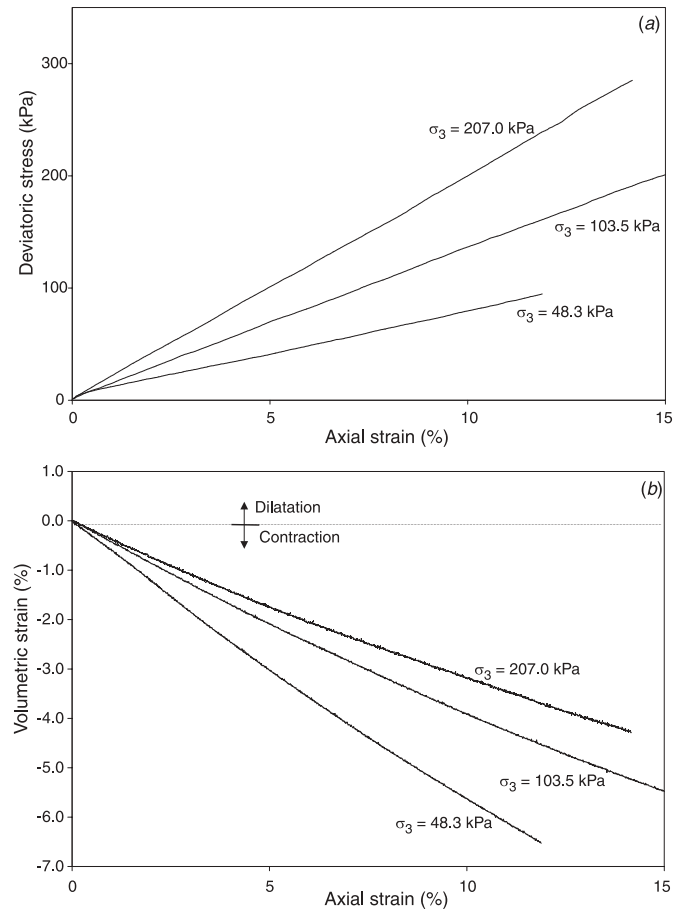 (a)
300
200
100
0
Deviatoric stress (kPa)
σ3 = 207.0 kPa
σ3 = 103.5 kPa
σ3 = 48.3 kPa
0 5 10 15
Axial strain (%)
(b)
1.0
0.0
-1.0
-2.0
-3.0
-4.0
-5.0
-6.0
-7.0
Volumetric strain (%)
Dilatation
Contraction
σ3 = 207.0 kPa
σ3 = 103.5 kPa
σ3 = 48.3 kPa
0 5 10 15
Axial strain (%)